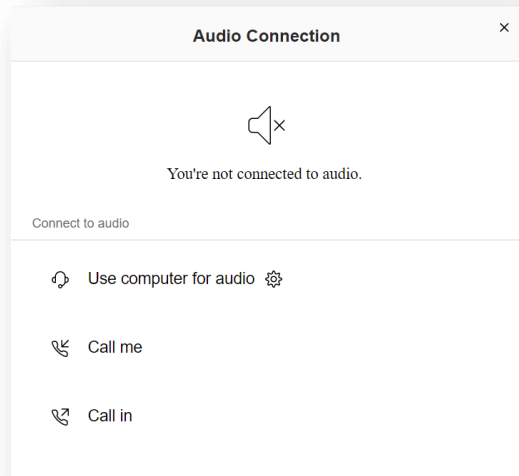 Audio Connection
You're not connected to audio.
Connect to audio
Use computer for audio
Call me
Call in